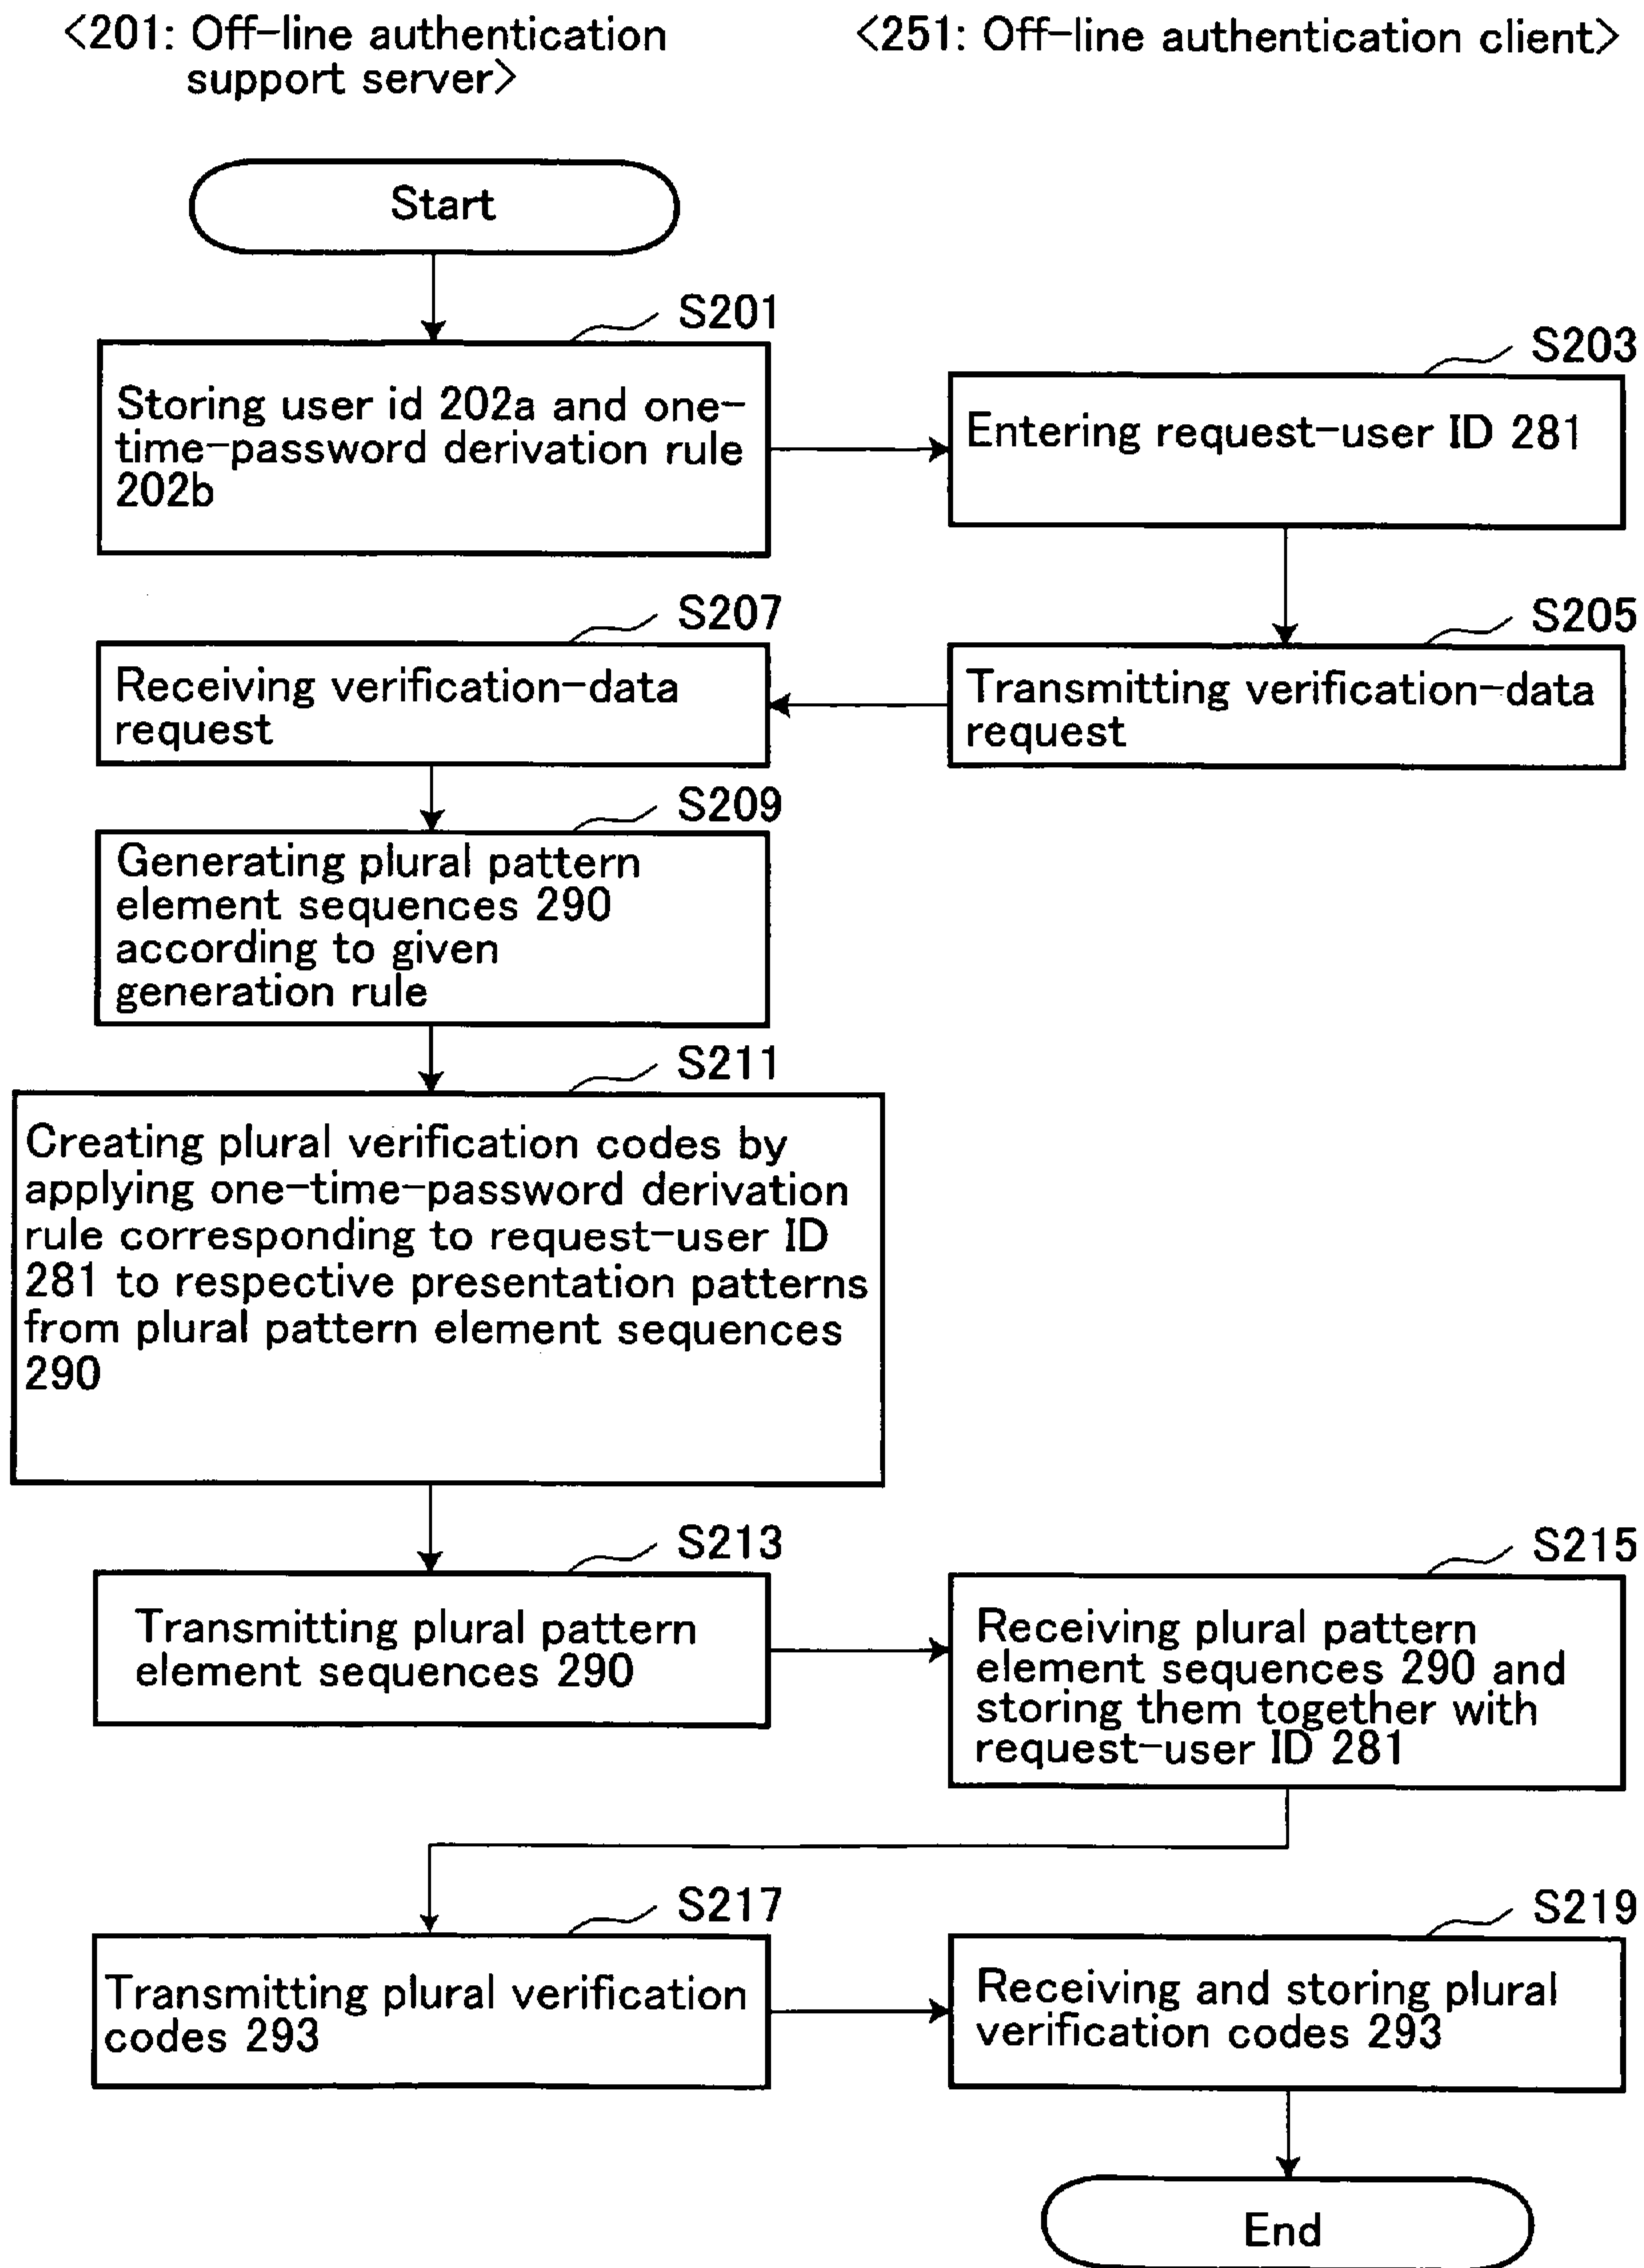 <201: Off-line authentication
support server>
<251: Off-line authentication client>
Start
S201
Storing user id 202a and one-
time-password derivation rule
202b
S203
Entering request-user ID 281
S205
Transmitting verification-data
request
S207
Receiving verification-data
request
S209
Generating plural pattern
element sequences 290
according to given
generation rule
S211
Creating plural verification codes by
applying one-time-password derivation
rule corresponding to request-user ID
281 to respective presentation patterns
from plural pattern element sequences
290
S213
Transmitting plural pattern
element sequences 290
S215
Receiving plural pattern
element sequences 290 and
storing them together with
request-user ID 281
S217
Transmitting plural verification
codes 293
S219
Receiving and storing plural
verification codes 293
End